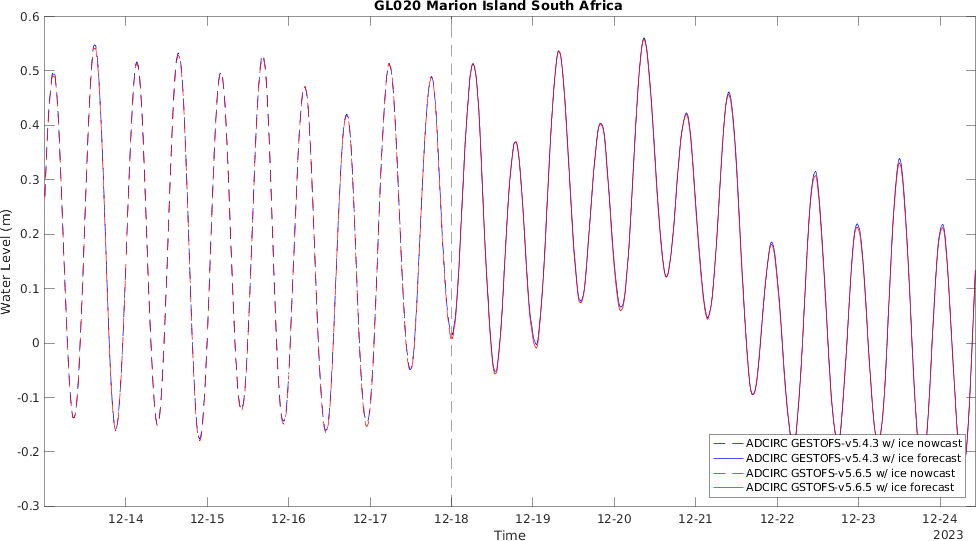 GL020 Marion Island South Africa
0.6
0.5
0.4
0.3
0.2
0.1
0
-0.1
-0.2
-0.3
Water Level (m)
ADCIRC GESTOFS-v5.4.3 w/ ice nowcast
ADCIRC GESTOFS-v5.4.3 w/ ice forecast
ADCIRC GSTOFS-v5.6.5 w/ ice nowcast
ADCIRC GSTOFS-v5.6.5 w/ ice forecast
12-14 12-15 12-16 12-17 12-18 12-19 12-20 12-21 12-22 12-23 12-24
Time
2023